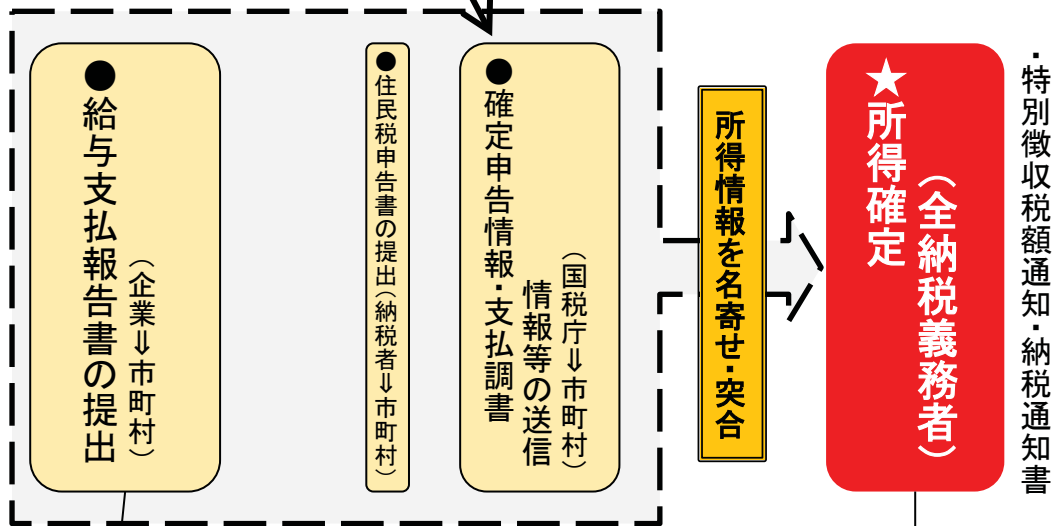 ●給与支払報告書の提出
（企業⇒市町村）
●住民税申告書の提出（納税者⇒市町村）
●確定申告情報・支払調書
情報等の送信
（国税庁⇒市町村）
所得情報を名寄せ・突合
★所得確定
（全納税義務者）
・特別徴収税額通知・納税通知書